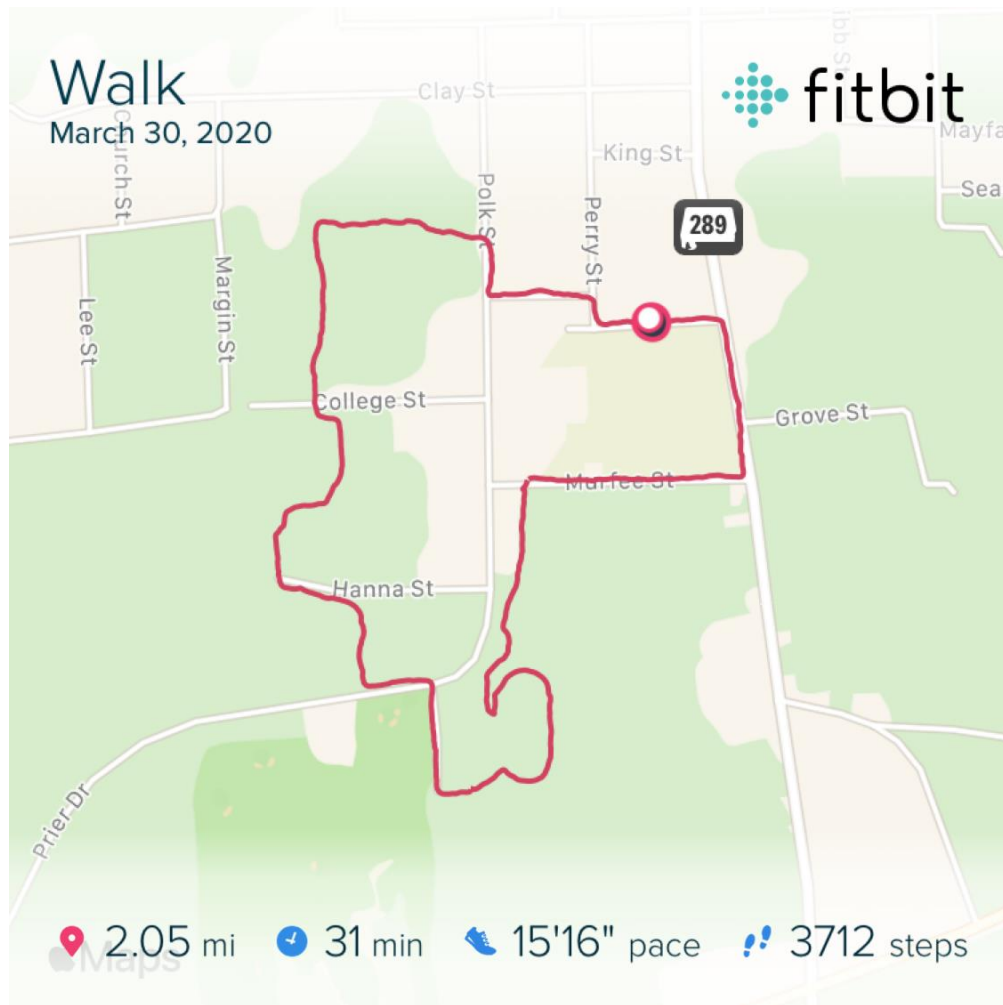 Walk
March 30, 2020
fitbit
Clay St
Church St
King St
Mayfa
Sea
Polk St
Perry St
289
Margin St
Lee St
College St
Grove St
Murfee St
Hanna St
Prier Dr
2.05 mi
31 min
15'16" pace
3712 steps
Maps